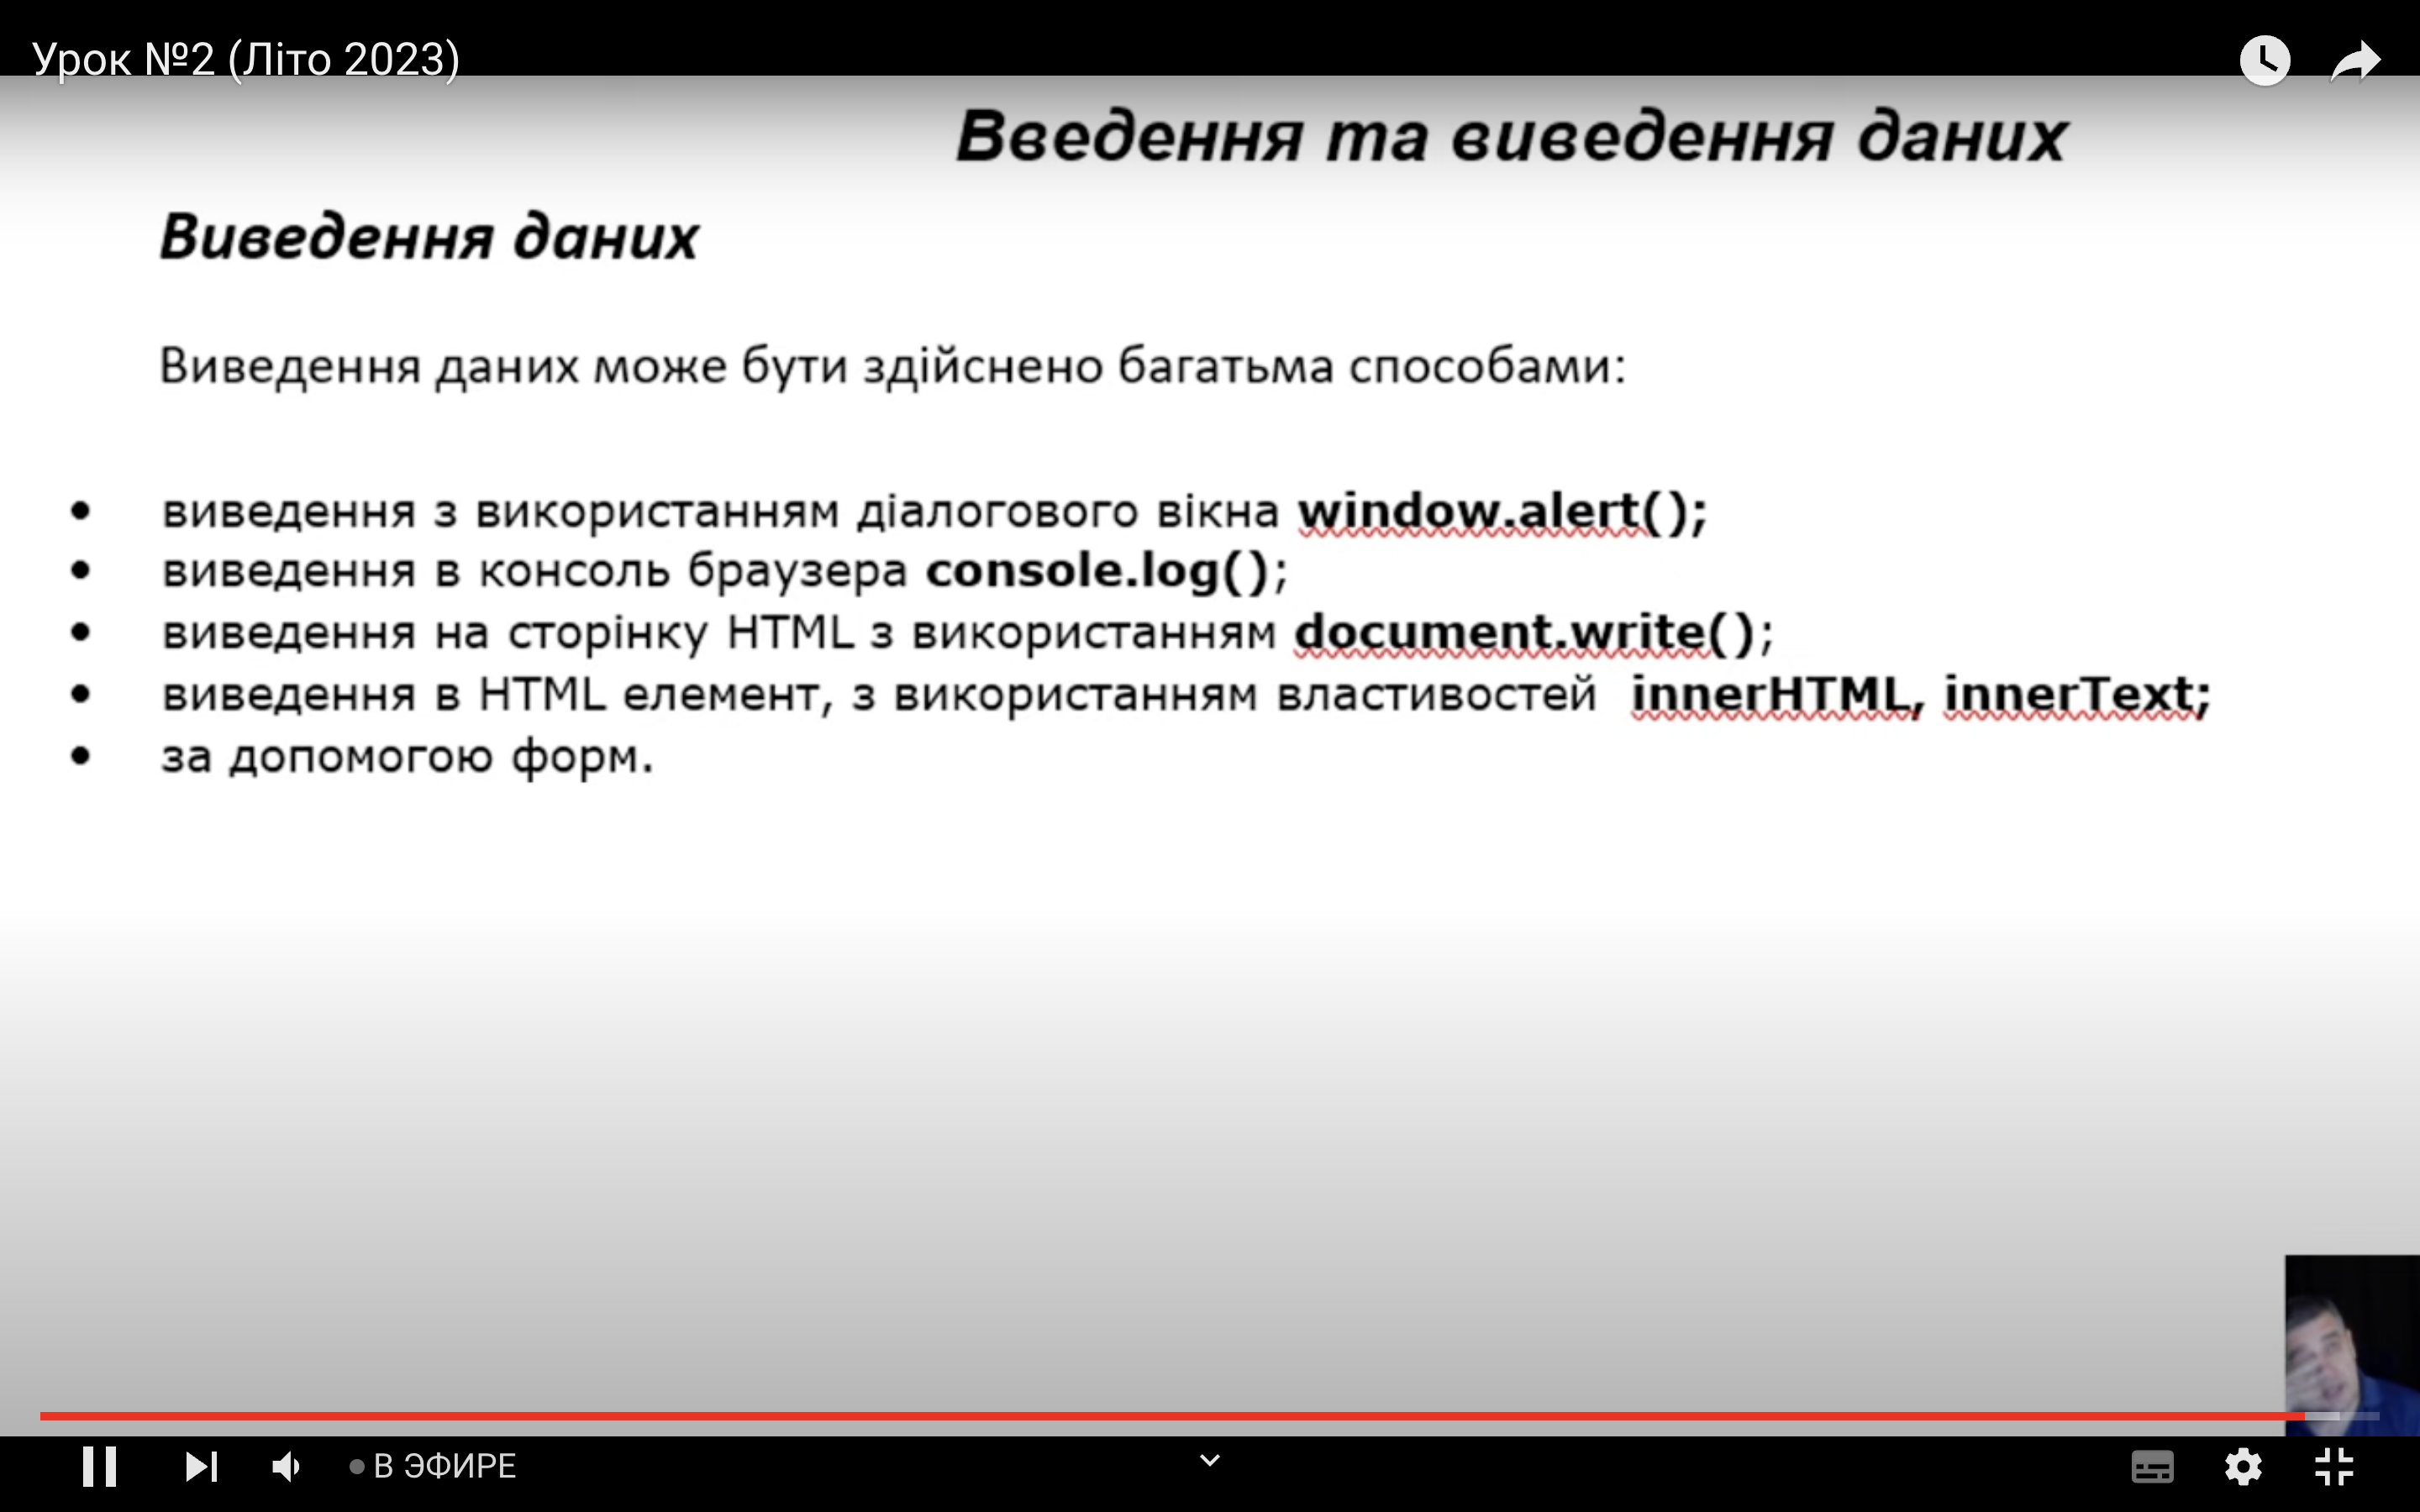 Урок №2 (Літо 2023)
Введення та виведення даних
Виведення даних
Виведення даних може бути здійснено багатьма способами:
• виведення з використанням діалогового вікна window.alert();
• виведення в консоль браузера console.log();
• виведення на сторінку HTML з використанням document.write();
• виведення в HTML елемент, з використанням властивостей innerHTML, innerText;
• за допомогою форм.
В ЭФИРЕ